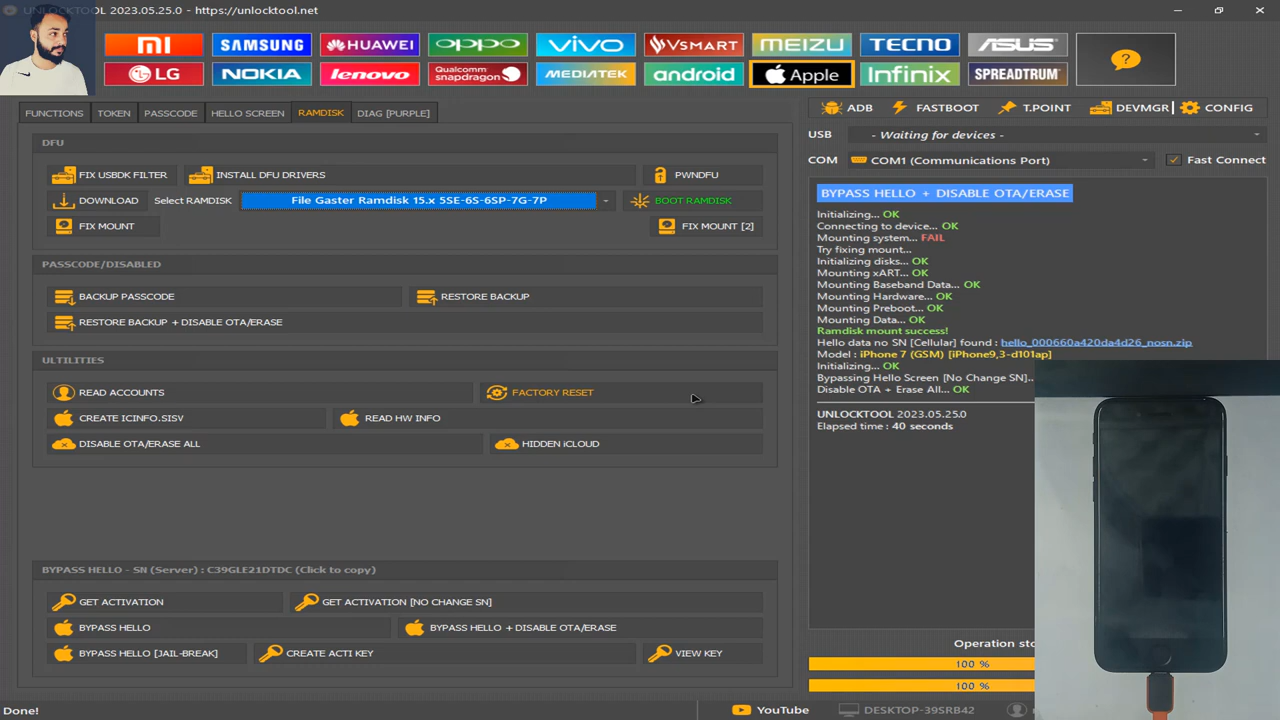 UNLOCKTOOL 2023.05.25.0 - https://unlocktool.net
MI SAMSUNG HUAWEI OPPO VIVO VSMART MEIZU TECNO ASUS
LG NOKIA lenovo Qualcomm snapdragon MEDIATEK android Apple Infinix SPREADTRUM
?
FUNCTIONS TOKEN PASSCODE HELLO SCREEN RAMDISK DIAG [PURPLE]
DFU
FIX USBDK FILTER INSTALL DFU DRIVERS PWNDFU
DOWNLOAD Select RAMDISK File Gaster Ramdisk 15.x 5SE-6S-6SP-7G-7P BOOT RAMDISK
FIX MOUNT FIX MOUNT [2]
PASSCODE/DISABLED
BACKUP PASSCODE RESTORE BACKUP
RESTORE BACKUP + DISABLE OTA/ERASE
ULTILITIES
READ ACCOUNTS FACTORY RESET
CREATE ICINFO.SISV READ HW INFO
DISABLE OTA/ERASE ALL HIDDEN iCLOUD
BYPASS HELLO - SN (Server) : C39GLE21DTDC (Click to copy)
GET ACTIVATION GET ACTIVATION [NO CHANGE SN]
BYPASS HELLO BYPASS HELLO + DISABLE OTA/ERASE
BYPASS HELLO [JAIL-BREAK] CREATE ACTI KEY VIEW KEY
ADB FASTBOOT T.POINT DEVMGR CONFIG
USB - Waiting for devices -
COM COM1 (Communications Port) Fast Connect
BYPASS HELLO + DISABLE OTA/ERASE
Initializing... OK
Connecting to device... OK
Mounting system... FAIL
Try fixing mount...
Initializing disks... OK
Mounting xART... OK
Mounting Baseband Data... OK
Mounting Hardware... OK
Mounting Preboot... OK
Mounting Data... OK
Ramdisk mount success!
Hello data no SN [Cellular] found : hello_000660a420da4d26_nosn.zip
Model : iPhone 7 (GSM) [iPhone9,3-d101ap]
Initializing... OK
Bypassing Hello Screen [No Change SN]..
Disable OTA + Erase All... OK
UNLOCKTOOL 2023.05.25.0
Elapsed time : 40 seconds
Operation sto
100 %
100 %
Done! YouTube DESKTOP-39SRB42